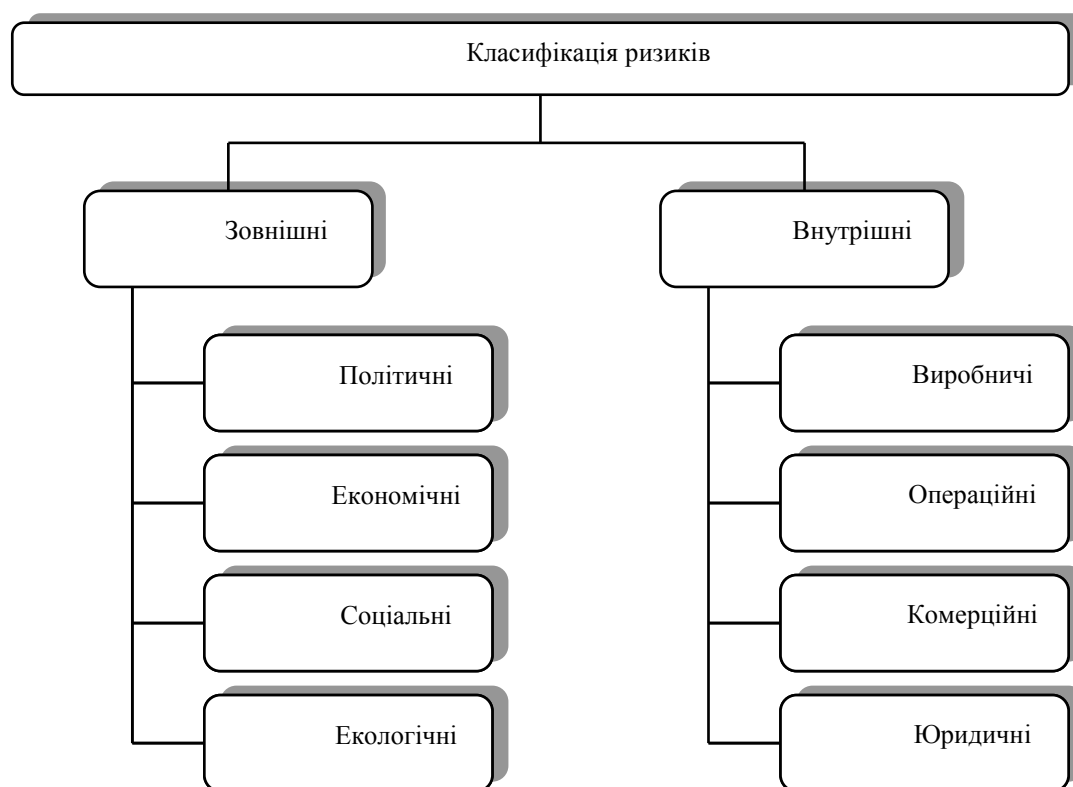 Класифікація ризиків
Зовнішні
Внутрішні
Політичні
Економічні
Соціальні
Екологічні
Виробничі
Операційні
Комерційні
Юридичні